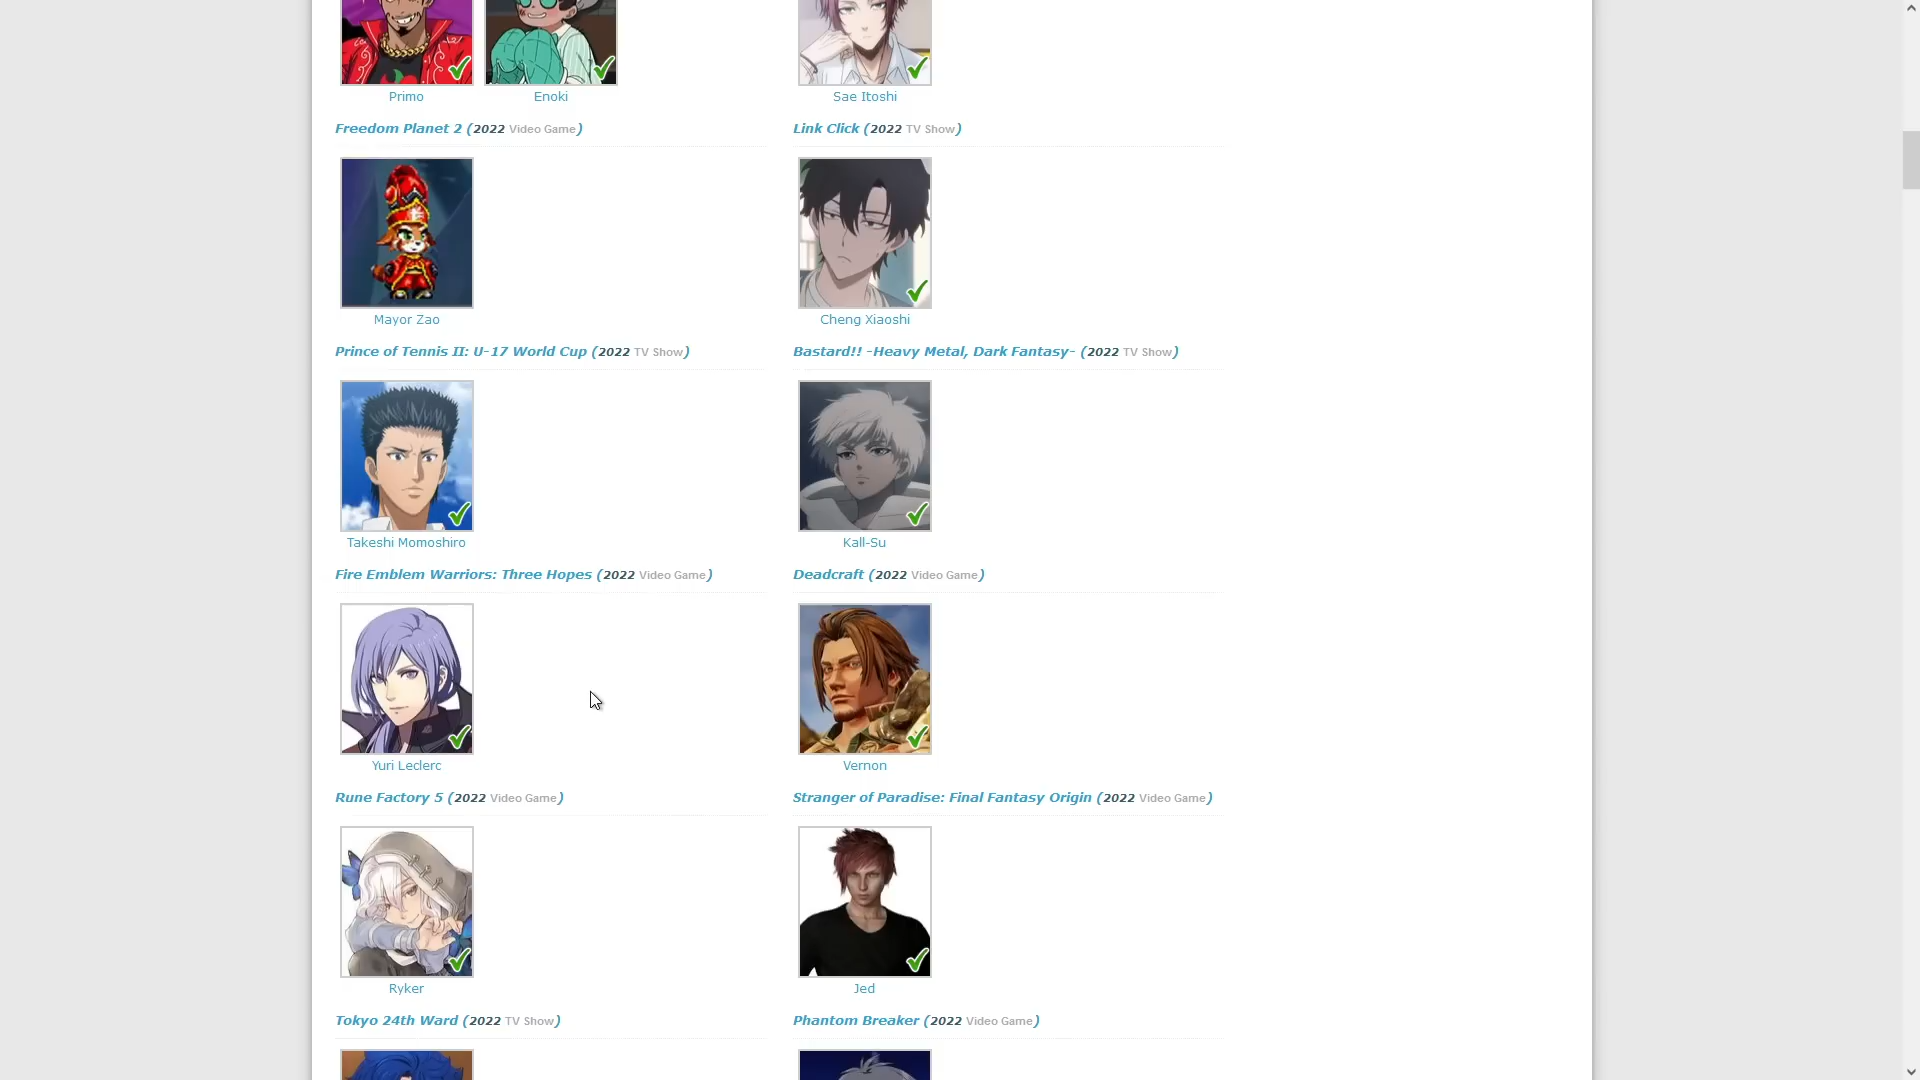 Primo
Enoki
Sae Itoshi
Freedom Planet 2 (2022 Video Game)
Link Click (2022 TV Show)
Mayor Zao
Cheng Xiaoshi
Prince of Tennis II: U-17 World Cup (2022 TV Show)
Bastard!! -Heavy Metal, Dark Fantasy- (2022 TV Show)
Takeshi Momoshiro
Kall-Su
Fire Emblem Warriors: Three Hopes (2022 Video Game)
Deadcraft (2022 Video Game)
Yuri Leclerc
Vernon
Rune Factory 5 (2022 Video Game)
Stranger of Paradise: Final Fantasy Origin (2022 Video Game)
Ryker
Jed
Tokyo 24th Ward (2022 TV Show)
Phantom Breaker (2022 Video Game)